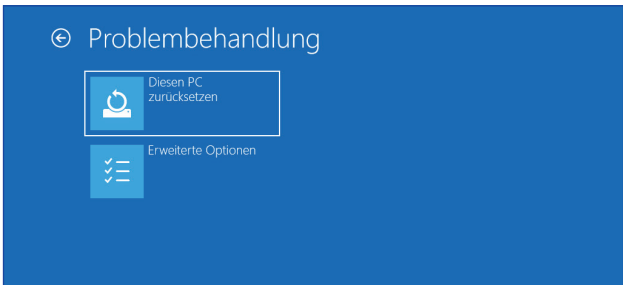 Problembehandlung
Diesen PC
zurücksetzen
Erweiterte Optionen